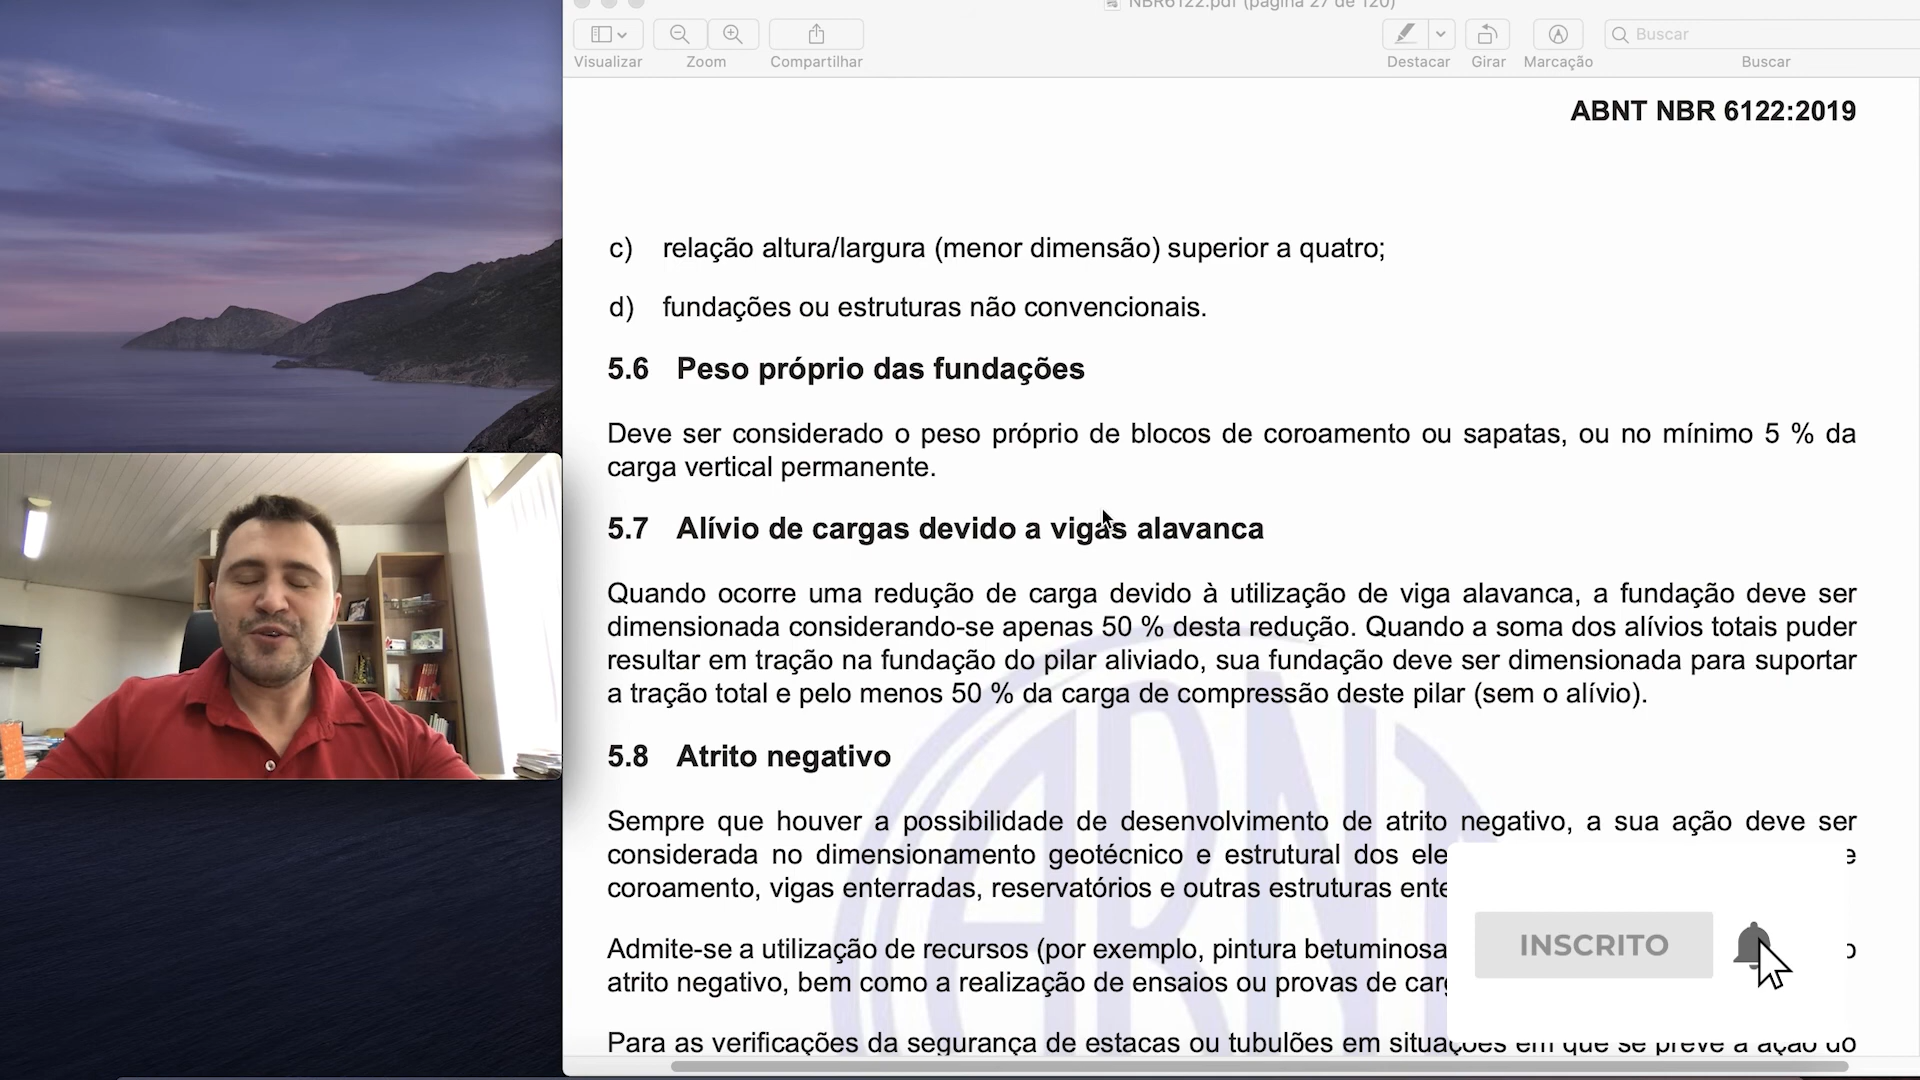 NBR6122.pdf (página 27 de 120)
Visualizar
Zoom
Compartilhar
Destacar
Girar
Marcação
Buscar
Buscar
ABNT NBR 6122:2019
c) relação altura/largura (menor dimensão) superior a quatro;
d) fundações ou estruturas não convencionais.
5.6 Peso próprio das fundações
Deve ser considerado o peso próprio de blocos de coroamento ou sapatas, ou no mínimo 5 % da
carga vertical permanente.
5.7 Alívio de cargas devido a vigas alavanca
Quando ocorre uma redução de carga devido à utilização de viga alavanca, a fundação deve ser
dimensionada considerando-se apenas 50 % desta redução. Quando a soma dos alívios totais puder
resultar em tração na fundação do pilar aliviado, sua fundação deve ser dimensionada para suportar
a tração total e pelo menos 50 % da carga de compressão deste pilar (sem o alívio).
5.8 Atrito negativo
Sempre que houver a possibilidade de desenvolvimento de atrito negativo, a sua ação deve ser
considerada no dimensionamento geotécnico e estrutural dos ele e
coroamento, vigas enterradas, reservatórios e outras estruturas ente
Admite-se a utilização de recursos (por exemplo, pintura betuminosa o
atrito negativo, bem como a realização de ensaios ou provas de carg
Para as verificações da segurança de estacas ou tubulões em situações em que se prevê a ação do
INSCRITO
ABNT